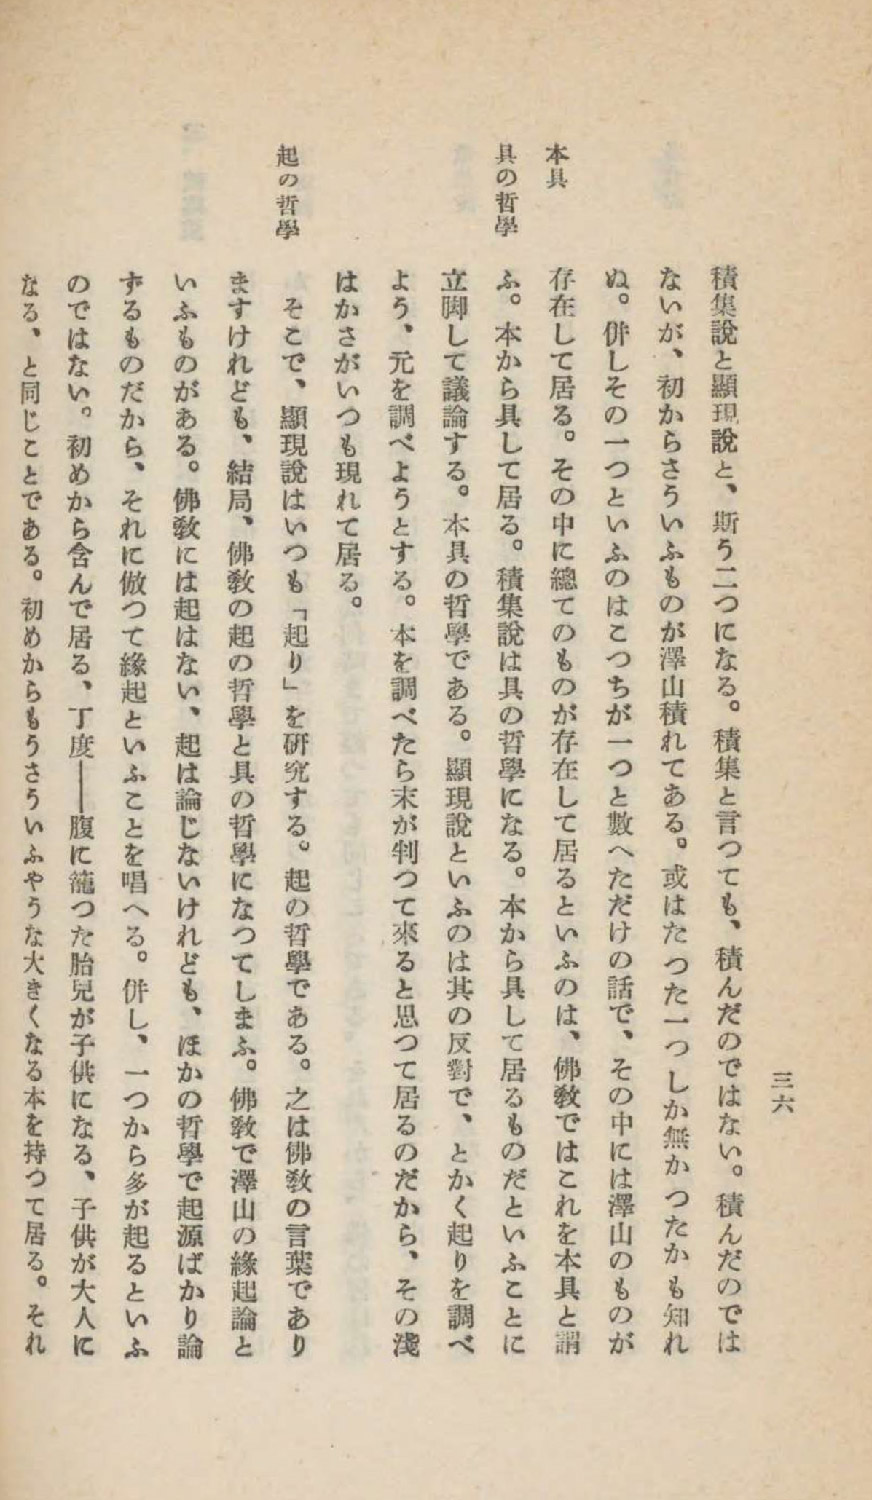 三六
積集說と顯現說と、斯う二つになる。積集と言つても、積んだのではない。積んだのでは
ないが、初からさういふものが澤山積れてある。或はたつた一つしか無かつたかも知れ
ぬ。併しその一つといふのはこつちが一つと數へただけの話で、その中には澤山のものが
本具
存在して居る。その中に總てのものが存在して居るといふのは、佛敎ではこれを本具と謂
具の哲學
ふ。本から具して居る。積集說は具の哲學になる。本から具して居るものだといふことに
立脚して議論する。本具の哲學である。顯現說といふのは其の反對で、とかく起りを調べ
よう、元を調べようとする。本を調べたら末が判つて來ると思つて居るのだから、その淺
はかさがいつも現れて居る。
起の哲學
そこで、顯現說はいつも「起り」を硏究する。起の哲學である。之は佛敎の言葉であり
ますけれども、結局、佛敎の起の哲學と具の哲學になつてしまふ。佛敎で澤山の緣起論と
いふものがある。佛敎には起はない、起は論じないけれども、ほかの哲學で起源ばかり論
ずるものだから、それに倣つて緣起といふことを唱へる。併し、一つから多が起るといふ
のではない。初めから含んで居る、丁度――腹に籠つた胎兒が子供になる、子供が大人に
なる、と同じことである。初めからもうさういふやうな大きくなる本を持つて居る。それ